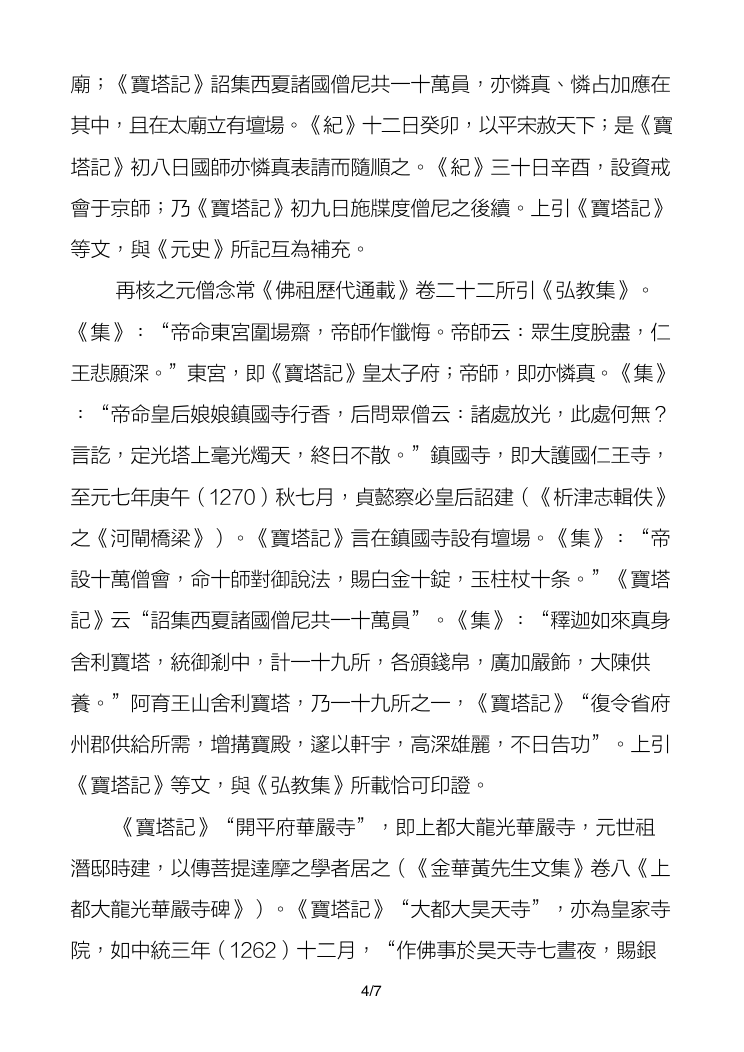 廟；《寶塔記》詔集西夏諸國僧尼共一十萬員，亦憐真、憐占加應在
其中，且在太廟立有壇場。《紀》十二日癸卯，以平宋赦天下；是《寶
塔記》初八日國師亦憐真表請而隨順之。《紀》三十日辛酉，設資戒
會于京師；乃《寶塔記》初九日施牒度僧尼之後續。上引《寶塔記》
等文，與《元史》所記互為補充。
再核之元僧念常《佛祖歷代通載》卷二十二所引《弘教集》。
《集》：“帝命東宮圍場齋，帝師作懺悔。帝師云：眾生度脫盡，仁
王悲願深。”東宮，即《寶塔記》皇太子府；帝師，即亦憐真。《集》
：“帝命皇后娘娘鎮國寺行香，后問眾僧云：諸處放光，此處何無？
言訖，定光塔上毫光燭天，終日不散。”鎮國寺，即大護國仁王寺，
至元七年庚午（1270）秋七月，貞懿察必皇后詔建（《析津志輯佚》
之《河閘橋梁》）。《寶塔記》言在鎮國寺設有壇場。《集》：“帝
設十萬僧會，命十師對御說法，賜白金十錠，玉柱杖十条。”《寶塔
記》云“詔集西夏諸國僧尼共一十萬員”。《集》：“釋迦如來真身
舍利寶塔，統御剎中，計一十九所，各頒錢帛，廣加嚴飾，大陳供
養。”阿育王山舍利寶塔，乃一十九所之一，《寶塔記》“復令省府
州郡供給所需，增搆寶殿，邃以軒宇，高深雄麗，不日告功”。上引
《寶塔記》等文，與《弘教集》所載恰可印證。
《寶塔記》“開平府華嚴寺”，即上都大龍光華嚴寺，元世祖
潛邸時建，以傳菩提達摩之學者居之（《金華黃先生文集》卷八《上
都大龍光華嚴寺碑》）。《寶塔記》“大都大昊天寺”，亦為皇家寺
院，如中統三年（1262）十二月，“作佛事於昊天寺七晝夜，賜銀
4/7